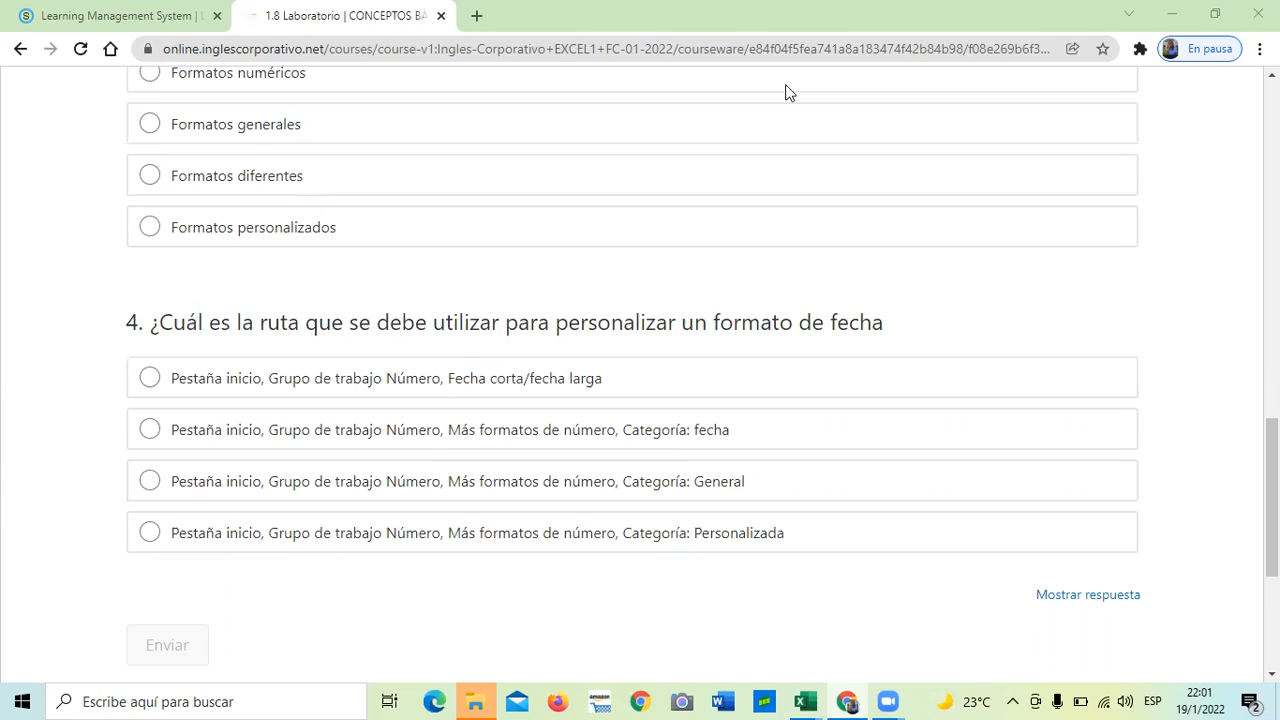 Learning Management System | L
1.8 Laboratorio | CONCEPTOS BÁ
online.inglescorporativo.net/courses/course-v1:Ingles-Corporativo+EXCEL1+FC-01-2022/courseware/e84f04f5fea741a8a183474f42b84b98/f08e269b6f3...
En pausa
Formatos numéricos
Formatos generales
Formatos diferentes
Formatos personalizados
4. ¿Cuál es la ruta que se debe utilizar para personalizar un formato de fecha
Pestaña inicio, Grupo de trabajo Número, Fecha corta/fecha larga
Pestaña inicio, Grupo de trabajo Número, Más formatos de número, Categoría: fecha
Pestaña inicio, Grupo de trabajo Número, Más formatos de número, Categoría: General
Pestaña inicio, Grupo de trabajo Número, Más formatos de número, Categoría: Personalizada
Mostrar respuesta
Enviar
Escribe aquí para buscar
amazon
23°C
ESP
22:01
19/1/2022
2